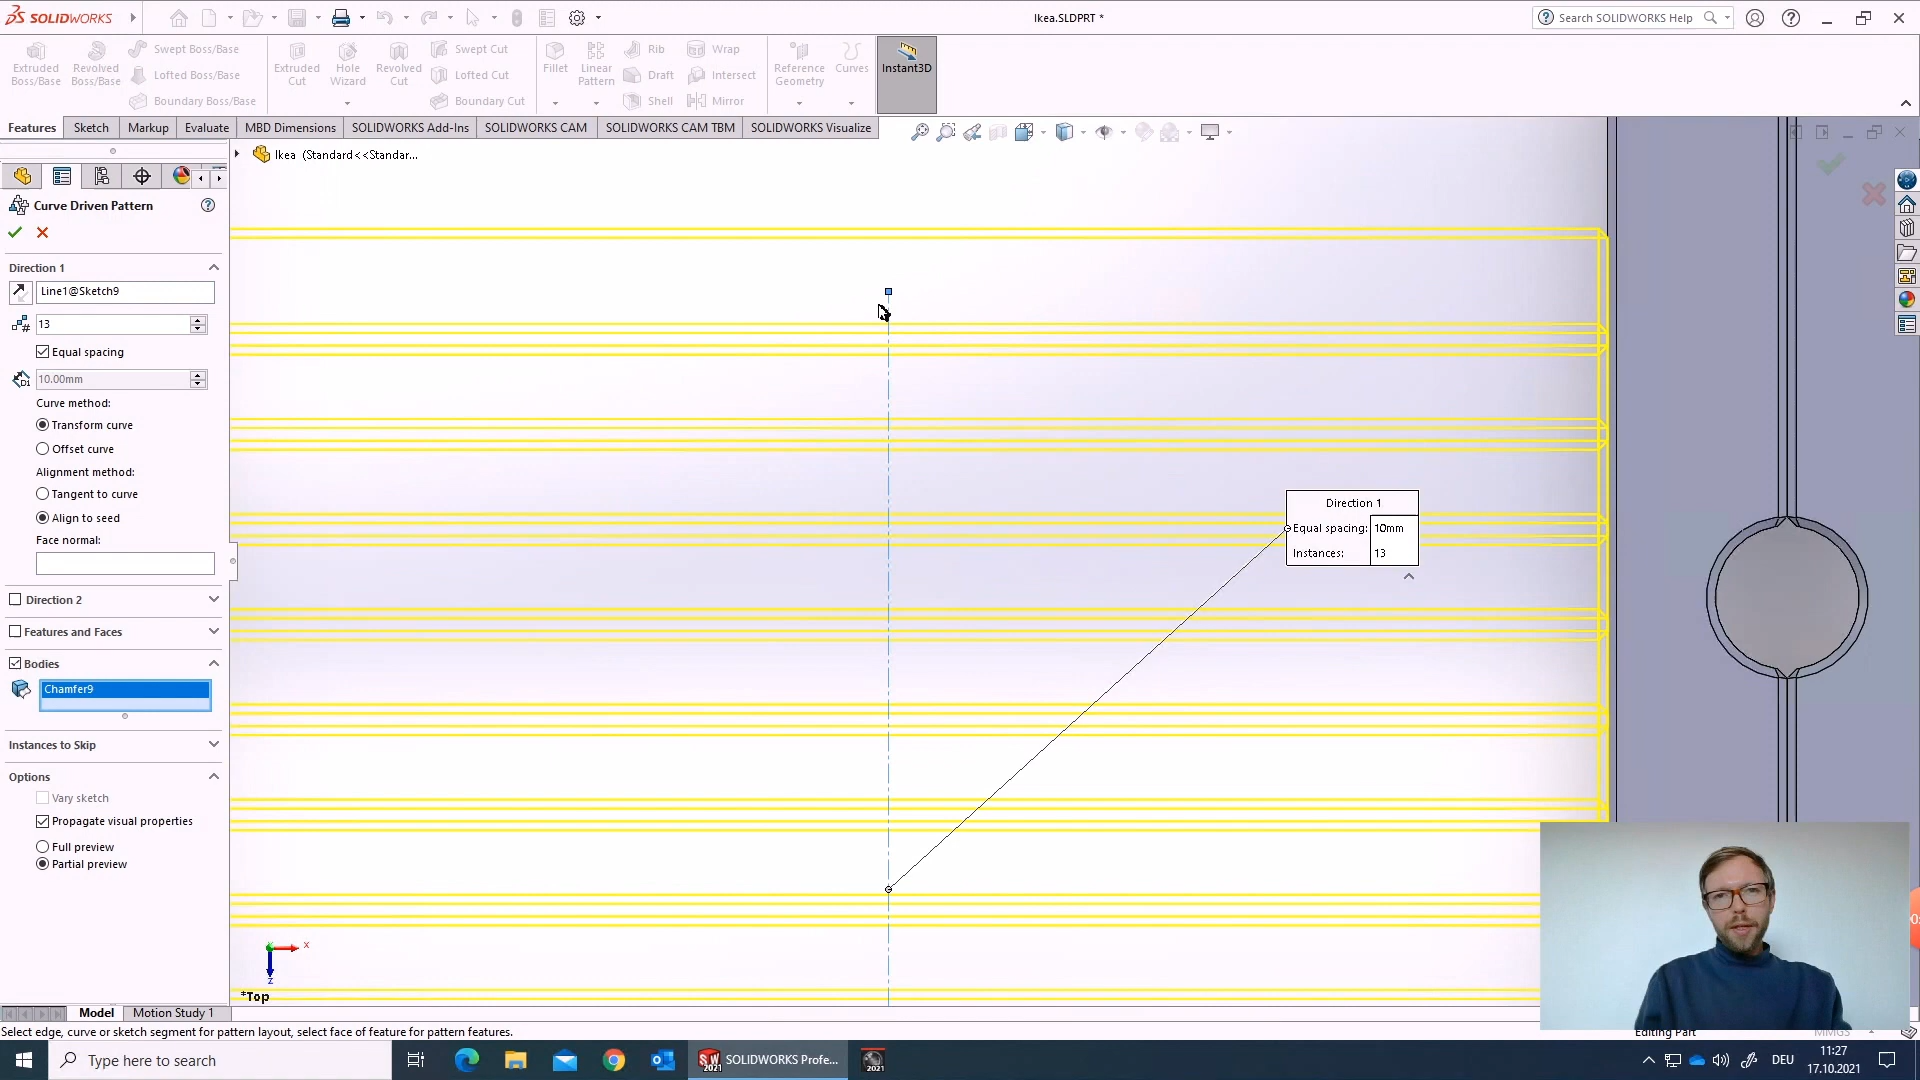 SOLIDWORKS
Ikea.SLDPRT *
Search SOLIDWORKS Help
Extruded Boss/Base
Revolved Boss/Base
Swept Boss/Base
Lofted Boss/Base
Boundary Boss/Base
Extruded Cut
Hole Wizard
Revolved Cut
Swept Cut
Lofted Cut
Boundary Cut
Fillet
Linear Pattern
Rib
Draft
Shell
Wrap
Intersect
Mirror
Reference Geometry
Curves
Instant3D
Features
Sketch
Markup
Evaluate
MBD Dimensions
SOLIDWORKS Add-Ins
SOLIDWORKS CAM
SOLIDWORKS CAM TBM
SOLIDWORKS Visualize
Ikea (Standard<<Standar...
Curve Driven Pattern
Direction 1
Line1@Sketch9
13
Equal spacing
10.00mm
Curve method:
Transform curve
Offset curve
Alignment method:
Tangent to curve
Align to seed
Face normal:
Direction 2
Features and Faces
Bodies
Chamfer9
Instances to Skip
Options
Vary sketch
Propagate visual properties
Full preview
Partial preview
Direction 1
Equal spacing: 10mm
Instances: 13
x
z
*Top
Model
Motion Study 1
Select edge, curve or sketch segment for pattern layout, select face of feature for pattern features.
Editing Part
MMGS
Type here to search
SOLIDWORKS Profe...
2021
2021
DEU
11:27
17.10.2021